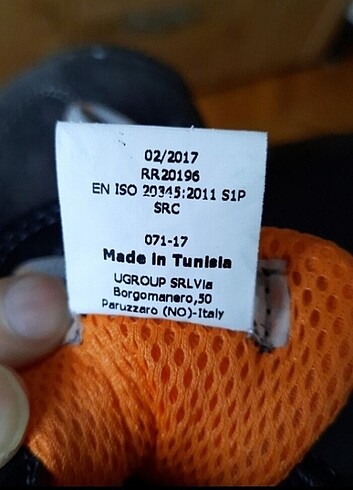 02/2017
RR20196
EN ISO 20345:2011 S1P
SRC
071-17
Made in Tunisia
UGROUP SRLVia
Borgomanero,50
Paruzzaro (NO)-Italy